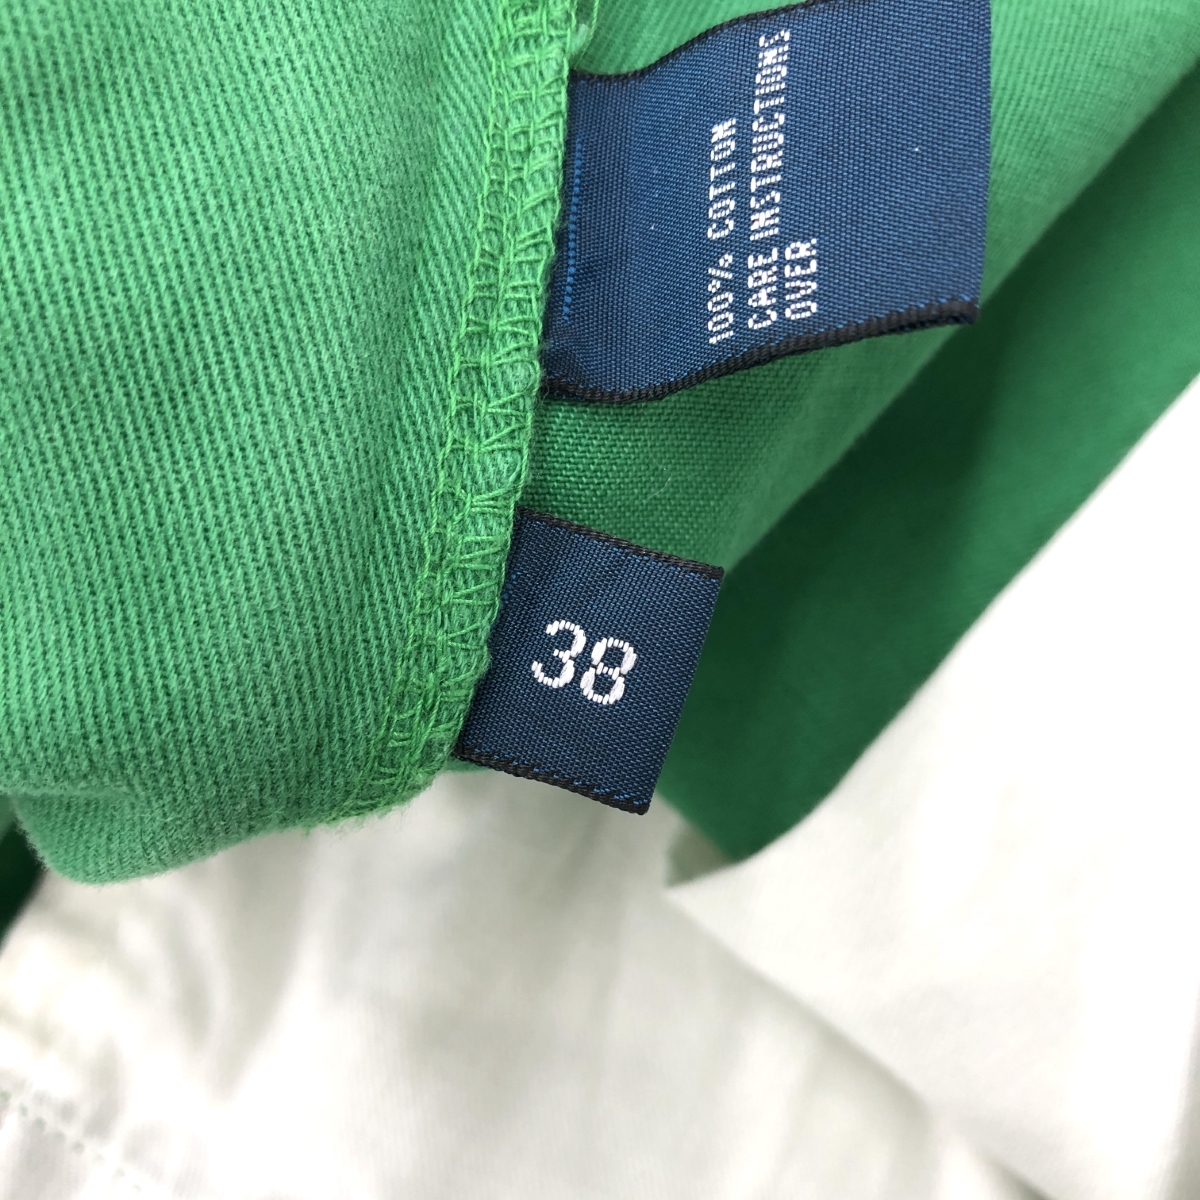 100% COTTON
CARE INSTRUCTIONS
OVER
38